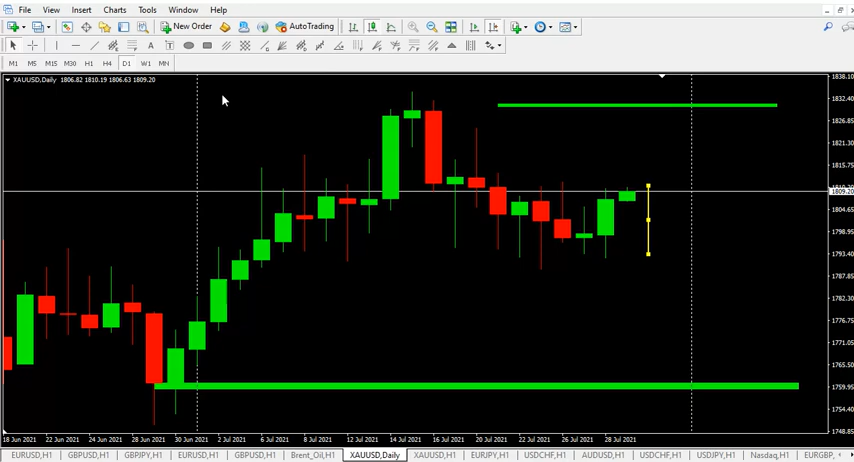 File View Insert Charts Tools Window Help
New Order AutoTrading
A T
M1 M5 M15 M30 H1 H4 D1 W1 MN
XAUUSD,Daily 1806.82 1810.19 1806.63 1809.20
1838.10
1832.40
1826.85
1821.30
1815.75
1809.20
1804.65
1798.95
1793.40
1787.85
1782.30
1776.75
1771.05
1765.50
1759.95
1754.40
1748.85
18 Jun 2021 22 Jun 2021 24 Jun 2021 28 Jun 2021 30 Jun 2021 2 Jul 2021 6 Jul 2021 8 Jul 2021 12 Jul 2021 14 Jul 2021 16 Jul 2021 20 Jul 2021 22 Jul 2021 26 Jul 2021 28 Jul 2021
EURUSD,H1 GBPUSD,H1 GBPJPY,H1 EURUSD,H1 GBPUSD,H1 Brent_Oil,H1 XAUUSD,Daily XAUUSD,H1 EURJPY,H1 USDCHF,H1 AUDUSD,H1 USDCHF,H1 USDJPY,H1 Nasdaq,H1 EURGBP,